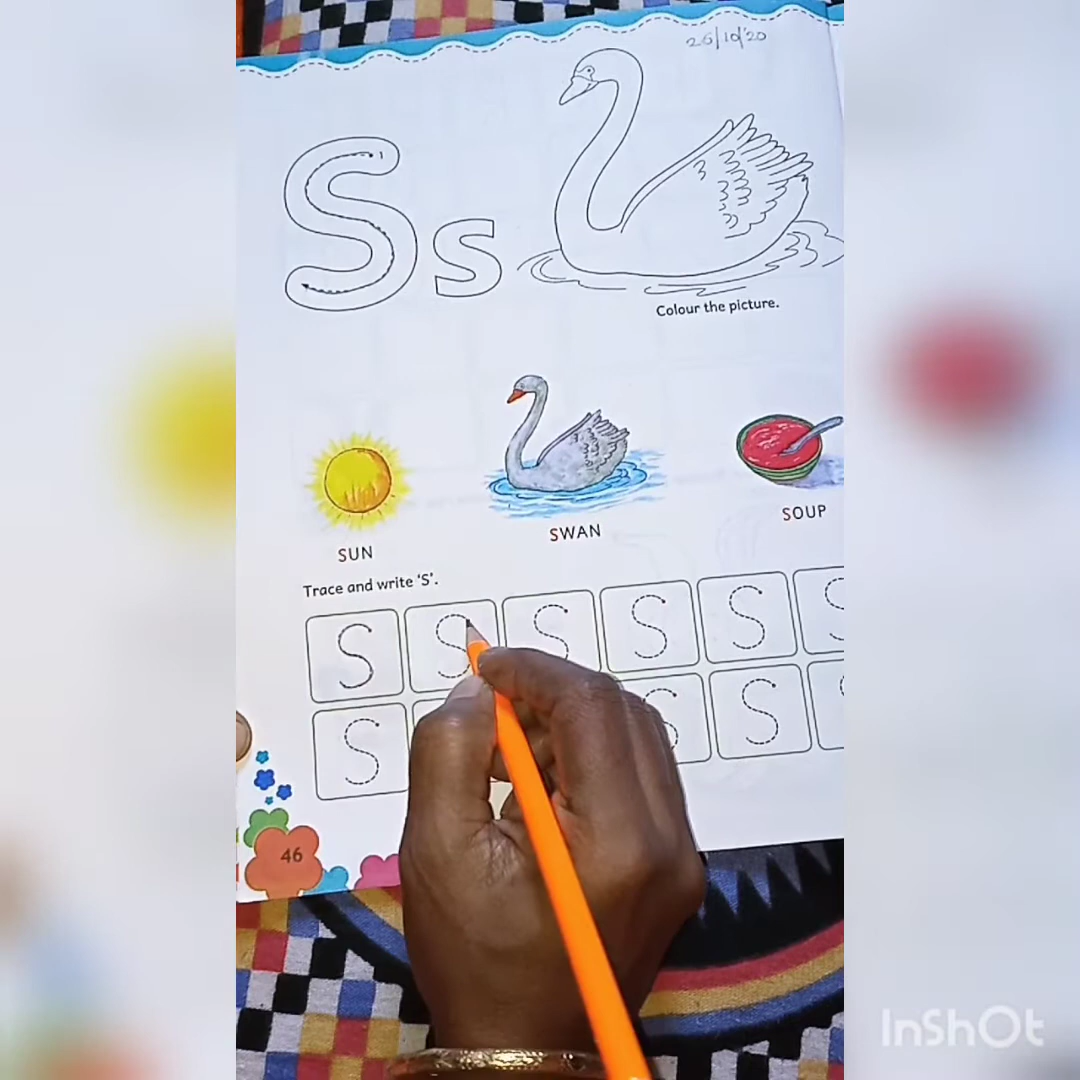 26/10/'20
Ss
Colour the picture.
SUN
SWAN
SOUP
Trace and write 'S'.
S S S S S S
S S S
46
InShOt